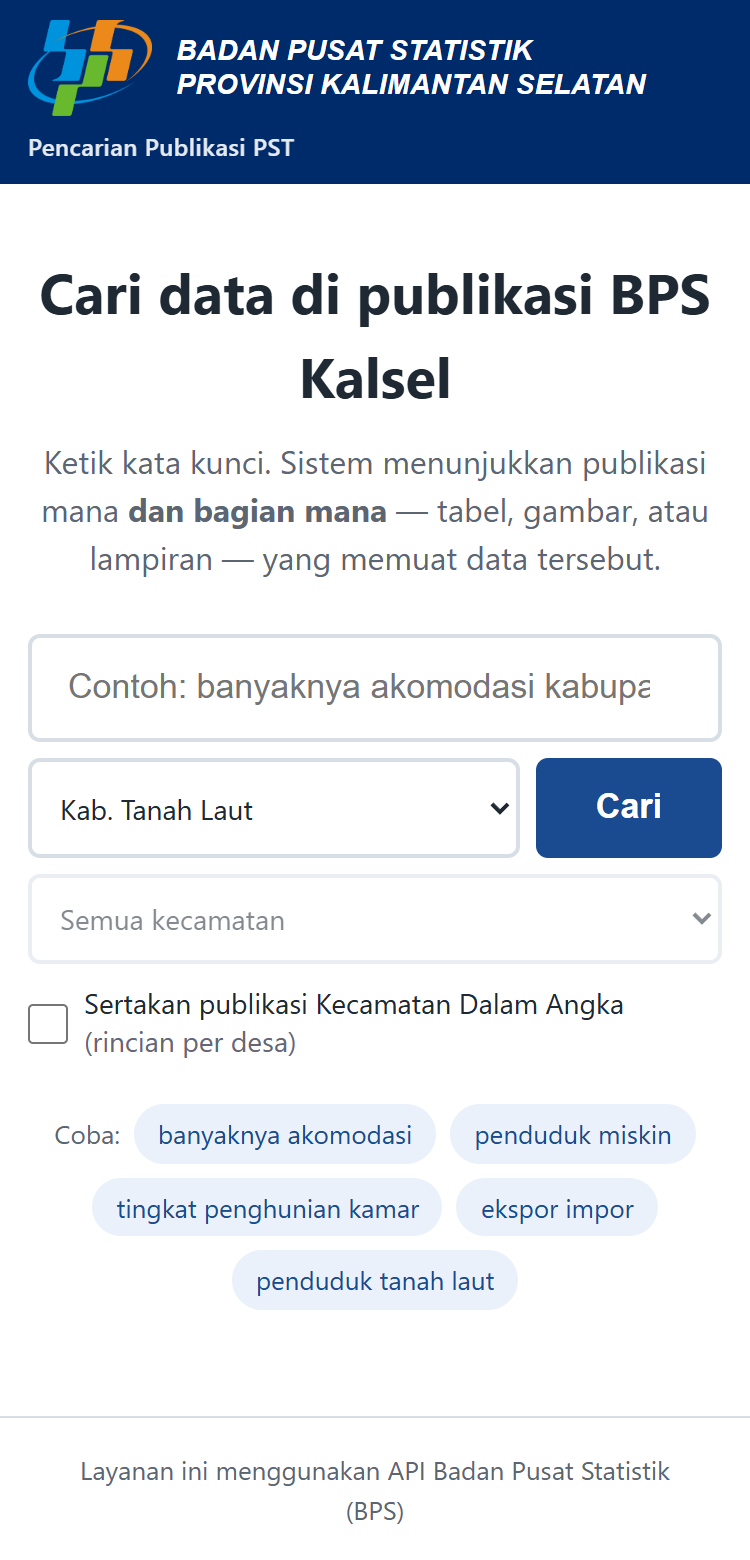 BADAN PUSAT STATISTIK
PROVINSI KALIMANTAN SELATAN
Pencarian Publikasi PST
Cari data di publikasi BPS
Kalsel
Ketik kata kunci. Sistem menunjukkan publikasi
mana dan bagian mana — tabel, gambar, atau
lampiran — yang memuat data tersebut.
Contoh: banyaknya akomodasi kabupa
Kab. Tanah Laut
Cari
Semua kecamatan
Sertakan publikasi Kecamatan Dalam Angka
(rincian per desa)
Coba: banyaknya akomodasi penduduk miskin
tingkat penghunian kamar ekspor impor
penduduk tanah laut
Layanan ini menggunakan API Badan Pusat Statistik
(BPS)